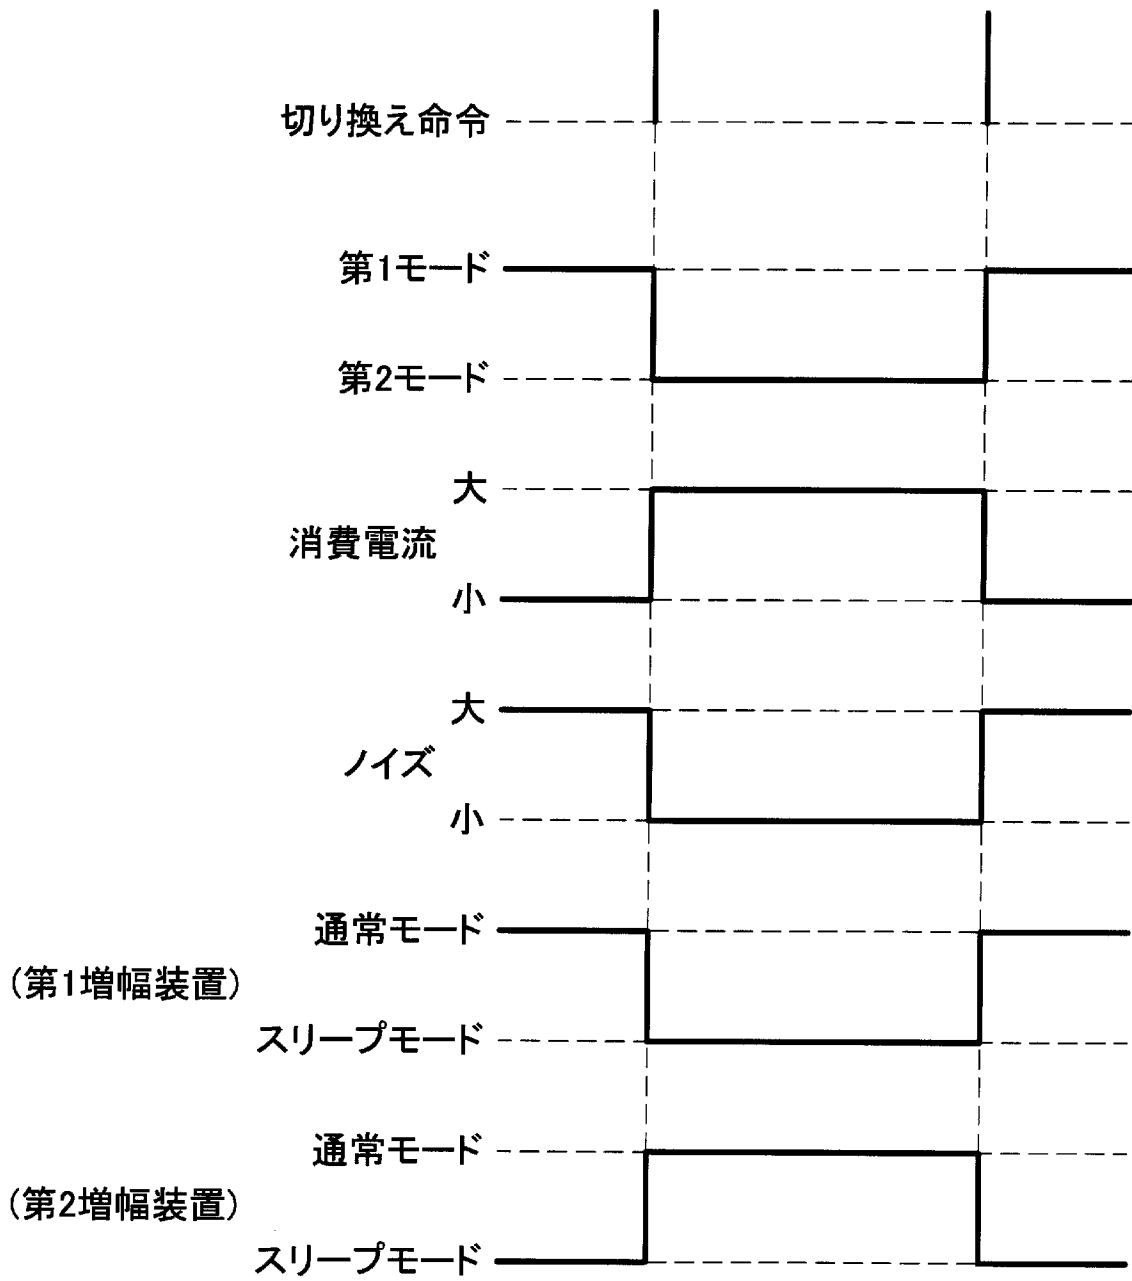 切り換え命令
第1モード
第2モード
大
消費電流
小
大
ノイズ
小
通常モード
(第1増幅装置)
スリープモード
通常モード
(第2増幅装置)
スリープモード